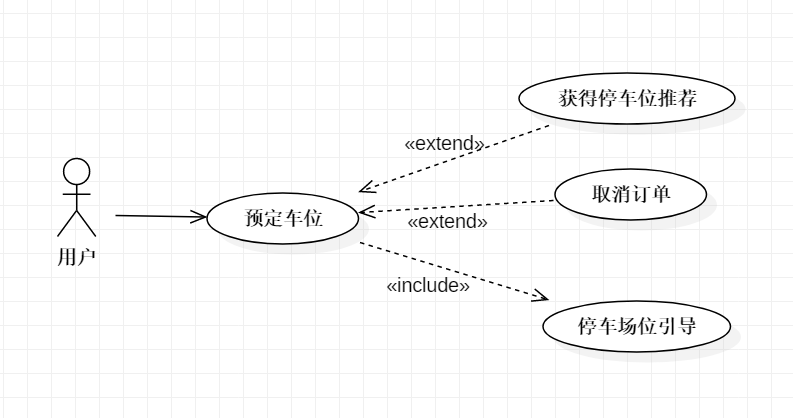 获得停车位推荐
«extend»
取消订单
预定车位
«extend»
用户
«include»
停车场位引导